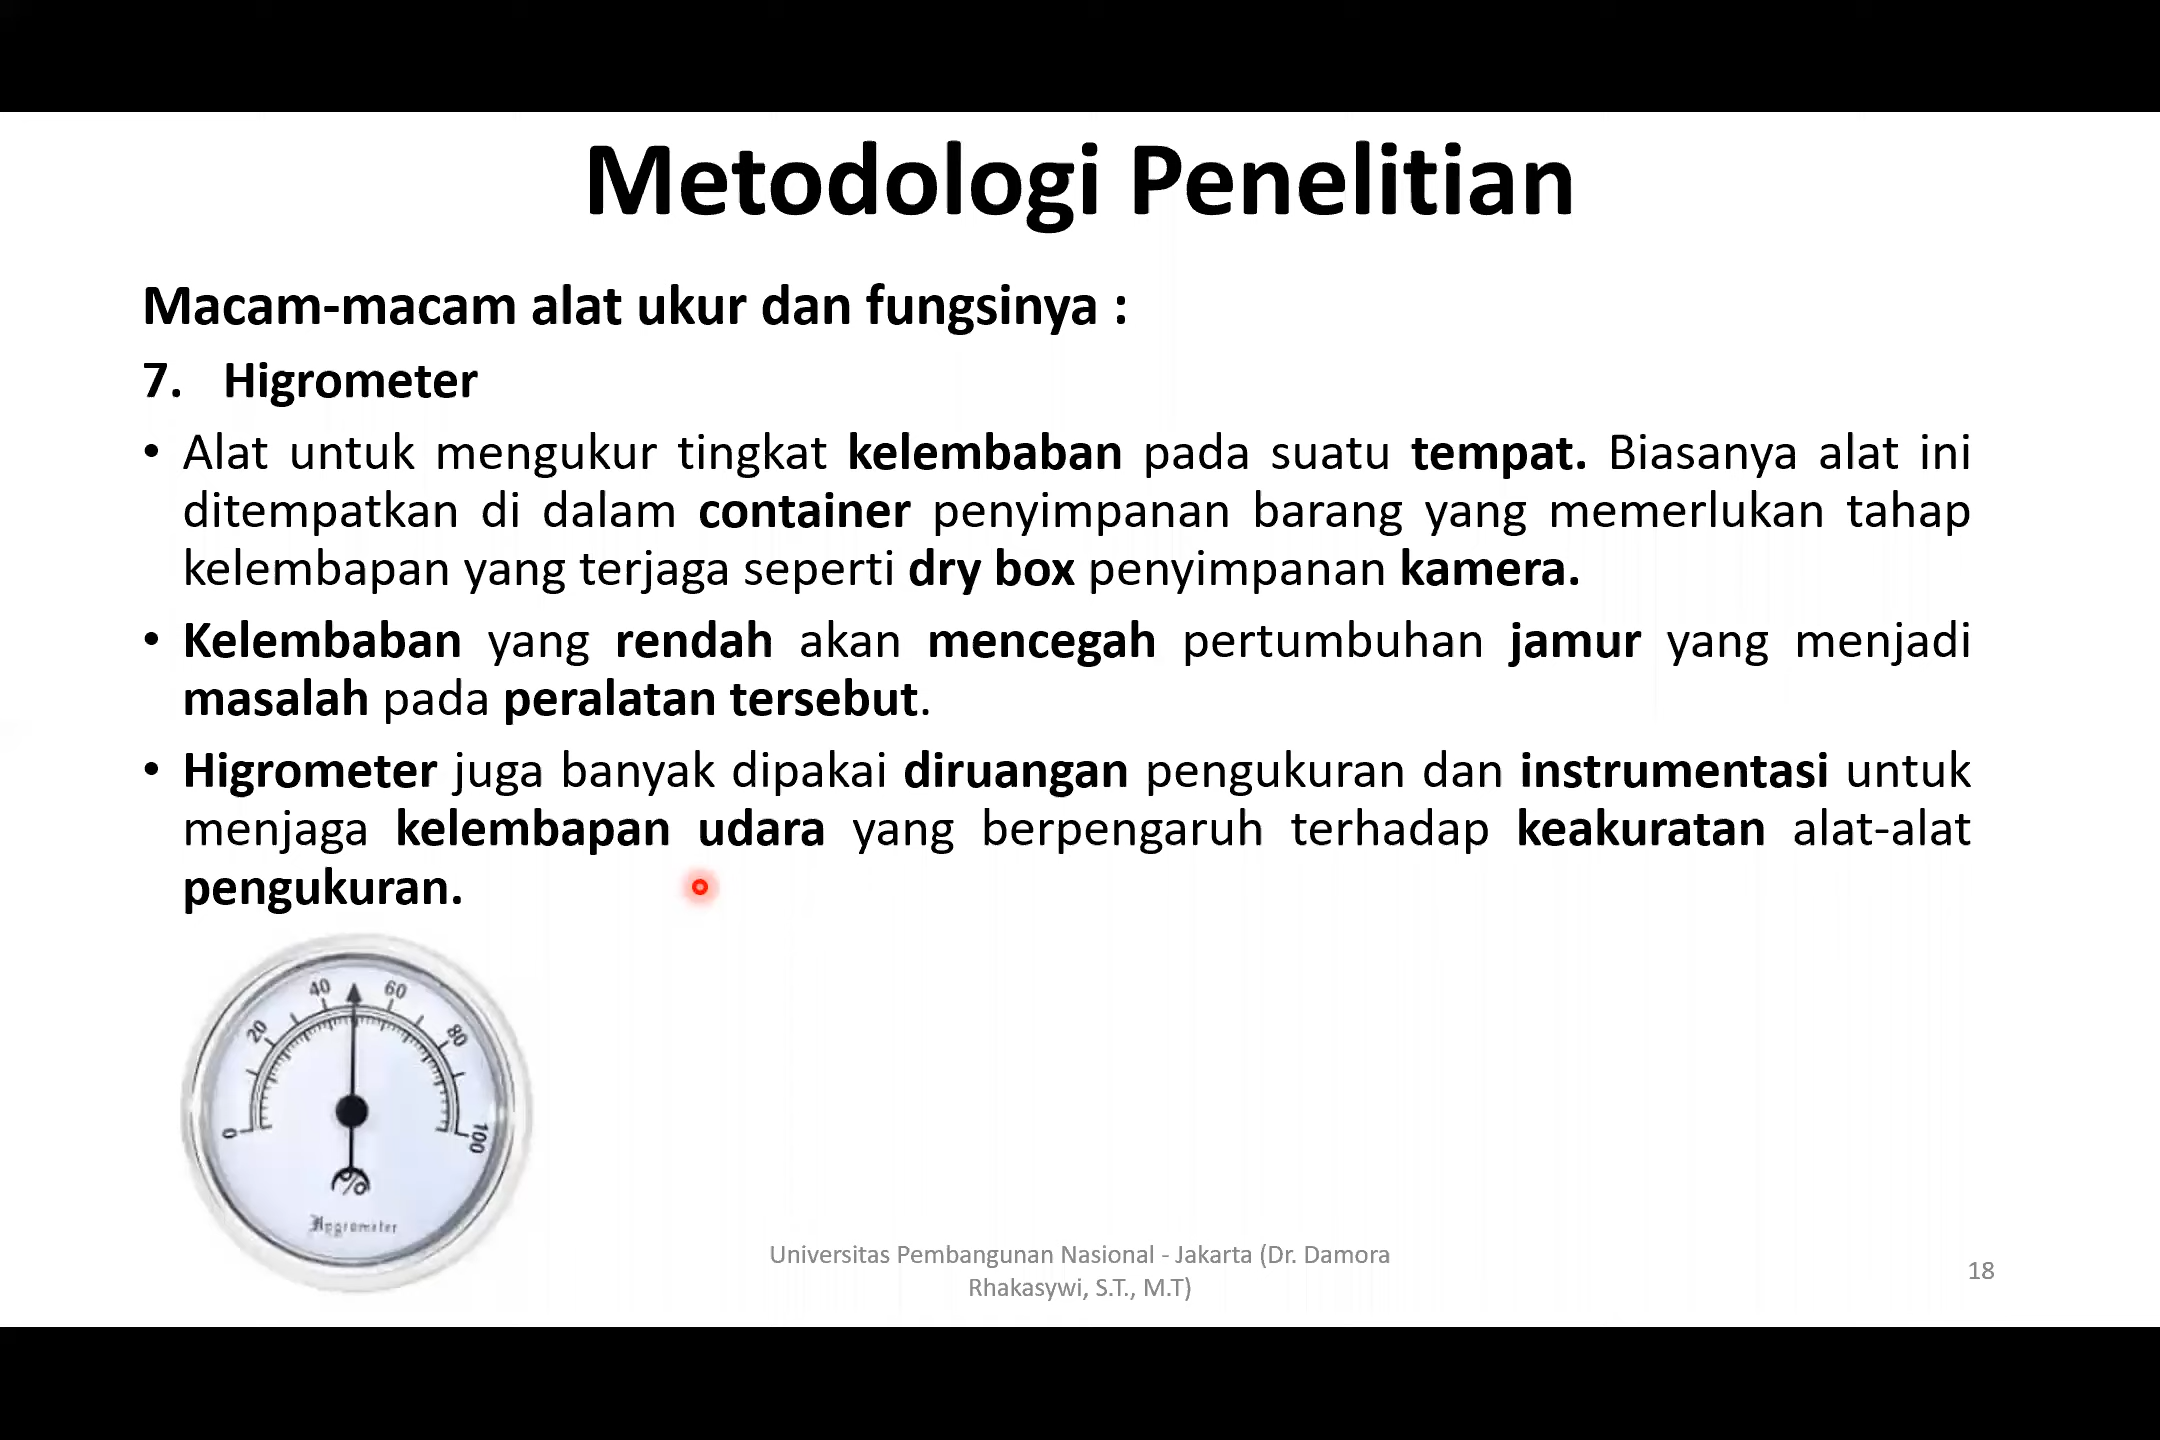 Metodologi Penelitian
Macam-macam alat ukur dan fungsinya :
7. Higrometer
• Alat untuk mengukur tingkat kelembaban pada suatu tempat. Biasanya alat ini
ditempatkan di dalam container penyimpanan barang yang memerlukan tahap
kelembapan yang terjaga seperti dry box penyimpanan kamera.
• Kelembaban yang rendah akan mencegah pertumbuhan jamur yang menjadi
masalah pada peralatan tersebut.
• Higrometer juga banyak dipakai diruangan pengukuran dan instrumentasi untuk
menjaga kelembapan udara yang berpengaruh terhadap keakuratan alat-alat
pengukuran.
0 20 40 60 80 100
%
Hygrometer
Universitas Pembangunan Nasional - Jakarta (Dr. Damora
Rhakasywi, S.T., M.T)
18